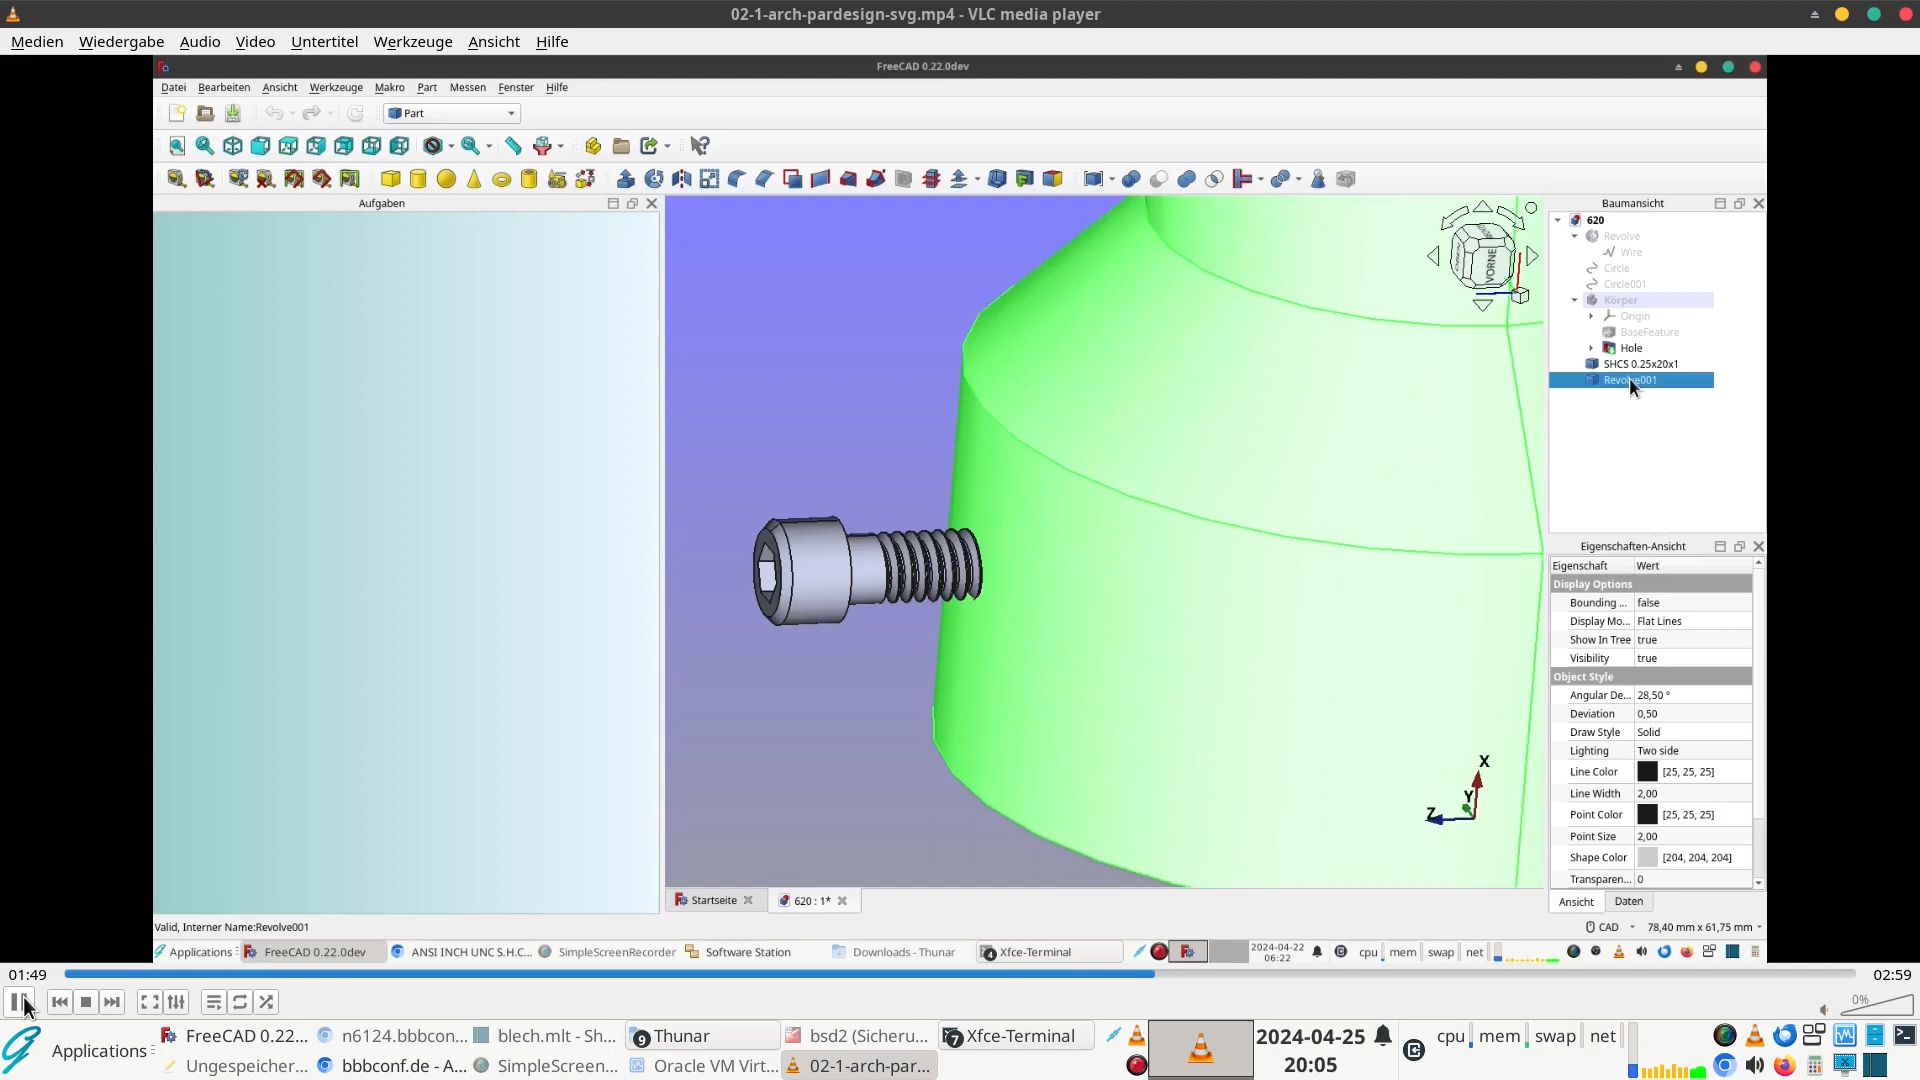 02-1-arch-pardesign-svg.mp4 - VLC media player
Medien Wiedergabe Audio Video Untertitel Werkzeuge Ansicht Hilfe
FreeCAD 0.22.0dev
Datei Bearbeiten Ansicht Werkzeuge Makro Part Messen Fenster Hilfe
Part
Aufgaben
Baumansicht
620
Revolve
Wire
Circle
Circle001
Körper
Origin
BaseFeature
Hole
SHCS 0.25x20x1
Revolve001
VORNE
X
Y
Z
Eigenschaften-Ansicht
Eigenschaft Wert
Display Options
Bounding ... false
Display Mo... Flat Lines
Show In Tree true
Visibility true
Object Style
Angular De... 28,50 °
Deviation 0,50
Draw Style Solid
Lighting Two side
Line Color [25, 25, 25]
Line Width 2,00
Point Color [25, 25, 25]
Point Size 2,00
Shape Color [204, 204, 204]
Transparen... 0
Startseite 620 : 1*
Ansicht Daten
Valid, Interner Name:Revolve001
CAD 78,40 mm x 61,75 mm
Applications FreeCAD 0.22.0dev ANSI INCH UNC S.H.C... SimpleScreenRecorder Software Station Downloads - Thunar 4 Xfce-Terminal 2024-04-22 06:22 cpu mem swap net
01:49 02:59
0%
Applications
FreeCAD 0.22... n6124.bbbcon... blech.mlt - Sh... 9 Thunar bsd2 (Sicheru... 7 Xfce-Terminal
Ungespeicher... bbbconf.de - A... SimpleScreen... Oracle VM Virt... 02-1-arch-par...
2024-04-25
20:05
cpu mem swap net